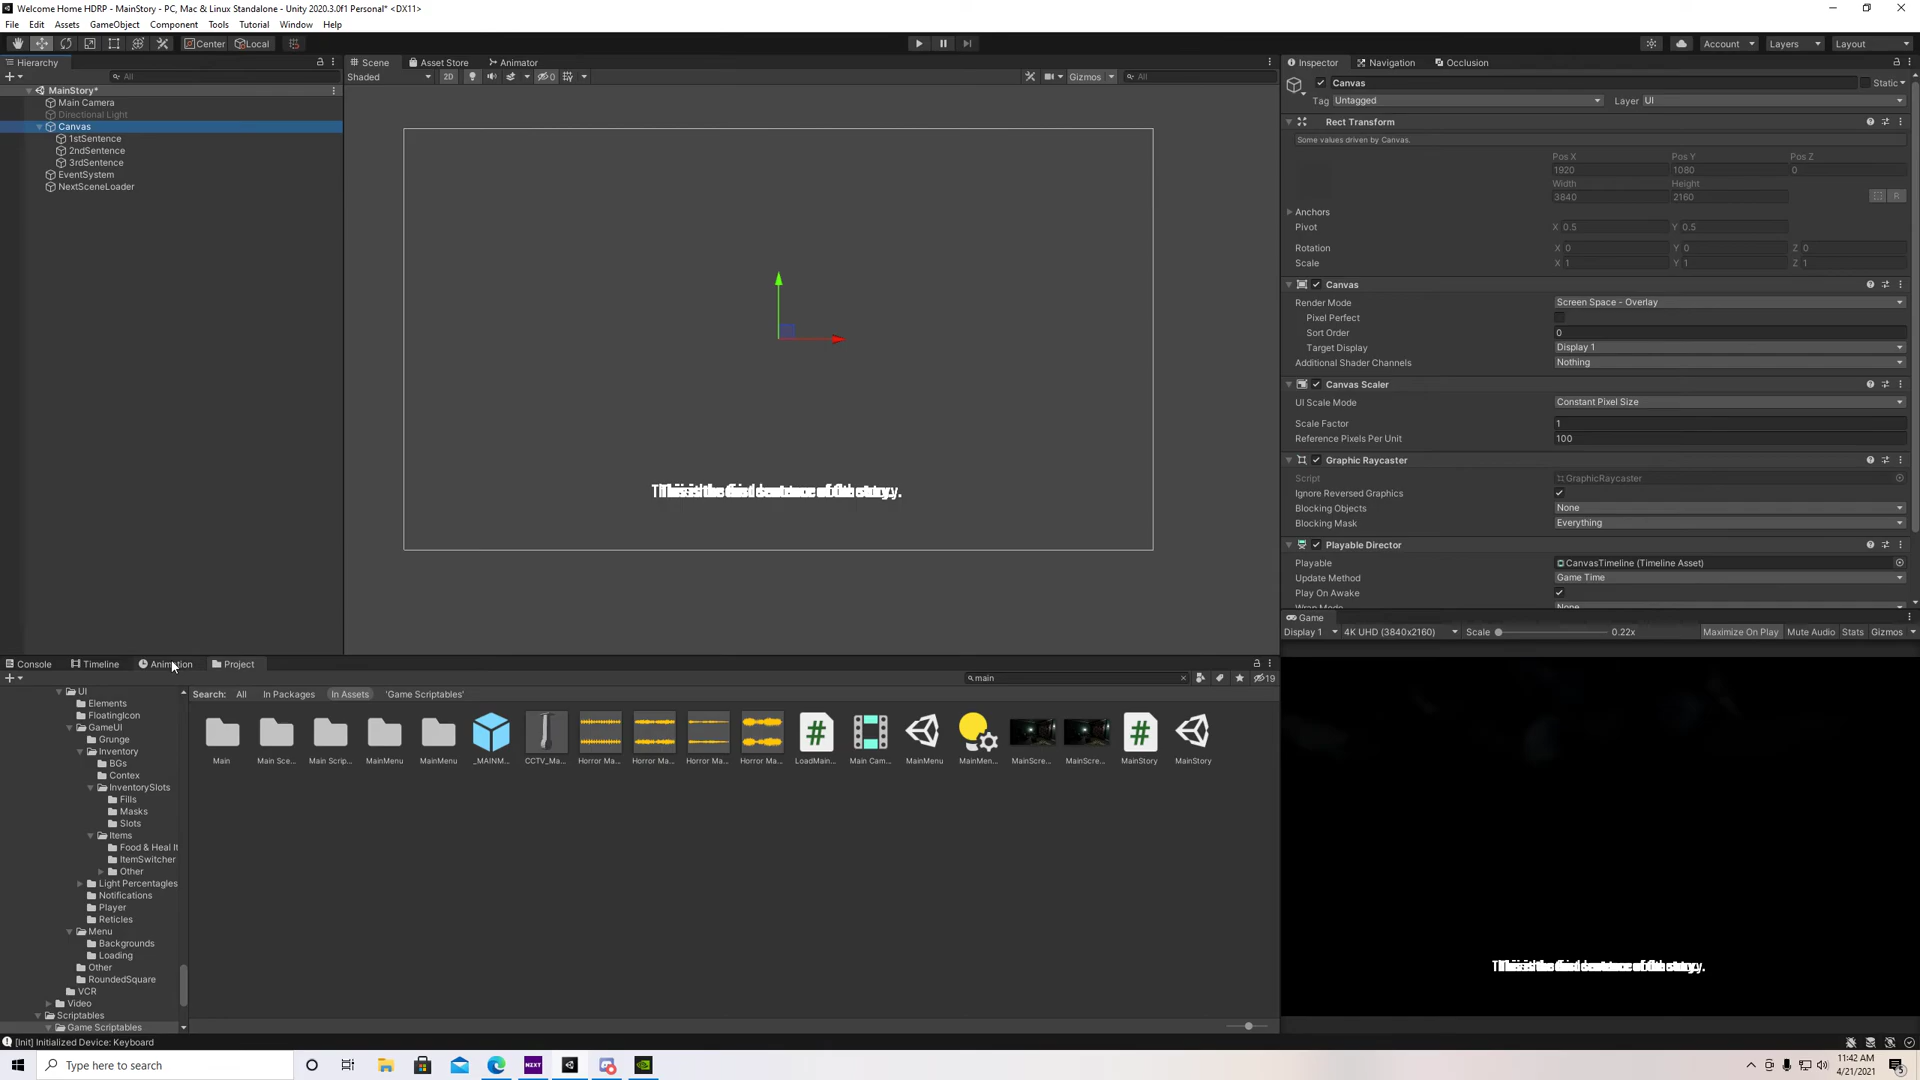 Welcome Home HDRP - MainStory - PC, Mac & Linux Standalone - Unity 2020.3.0f1 Personal* <DX11>
File Edit Assets GameObject Component Tools Tutorial Window Help
Center Local Account Layers Layout
Hierarchy
All
MainStory*
Main Camera
Directional Light
Canvas
1stSentence
2ndSentence
3rdSentence
EventSystem
NextSceneLoader
Scene Asset Store Animator
Shaded 2D 0 Gizmos All
Inspector Navigation Occlusion
Canvas Static
Tag Untagged Layer UI
Rect Transform
Some values driven by Canvas.
Pos X Pos Y Pos Z
1920 1080 0
Width Height
3840 2160 R
Anchors
Pivot X 0.5 Y 0.5
Rotation X 0 Y 0 Z 0
Scale X 1 Y 1 Z 1
Canvas
Render Mode Screen Space - Overlay
Pixel Perfect
Sort Order 0
Target Display Display 1
Additional Shader Channels Nothing
Canvas Scaler
UI Scale Mode Constant Pixel Size
Scale Factor 1
Reference Pixels Per Unit 100
Graphic Raycaster
Script GraphicRaycaster
Ignore Reversed Graphics
Blocking Objects None
Blocking Mask Everything
Playable Director
Playable CanvasTimeline (Timeline Asset)
Update Method Game Time
Play On Awake
Wrap Mode None
Game
Display 1 4K UHD (3840x2160) Scale 0.22x Maximize On Play Mute Audio Stats Gizmos
Console Timeline Animation Project
main 19
Search: All In Packages In Assets 'Game Scriptables'
UI
Elements
FloatingIcon
GameUI
Grunge
Inventory
BGs
Contex
InventorySlots
Fills
Masks
Slots
Items
Food & Heal It
ItemSwitcher
Other
Light Percentagles
Notifications
Player
Reticles
Menu
Backgrounds
Loading
Other
RoundedSquare
VCR
Video
Scriptables
Game Scriptables
Main Main Sce... Main Scrip... MainMenu MainMenu _MAINM... CCTV_Ma... Horror Ma... Horror Ma... Horror Ma... Horror Ma... LoadMain... Main Cam... MainMenu MainMen... MainScre... MainScre... MainStory MainStory
[Init] Initialized Device: Keyboard
Type here to search
NZXT
11:42 AM
4/21/2021
5